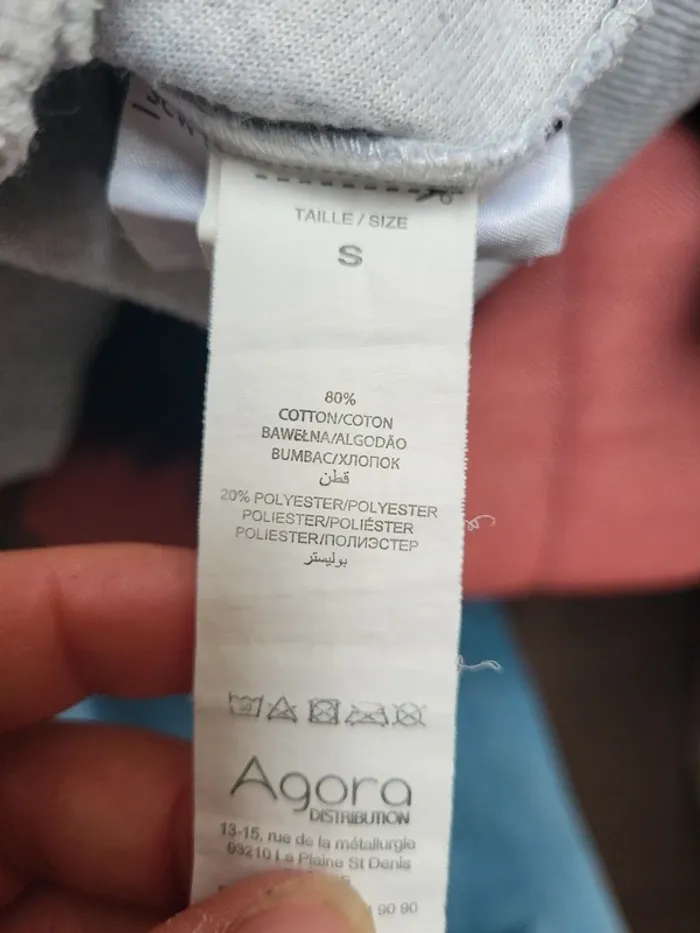 TAILLE / SIZE
S
80%
COTTON/COTON
BAWEŁNA/ALGODÃO
BUMBAC/ХЛОПОК
قطن
20% POLYESTER/POLYESTER
POLIESTER/POLIÉSTER
POLIESTER/ПОЛИЭСТЕР
بوليستر
Agora
DISTRIBUTION
13-15, rue de la métallurgie
93210 La Plaine St Denis
90 90